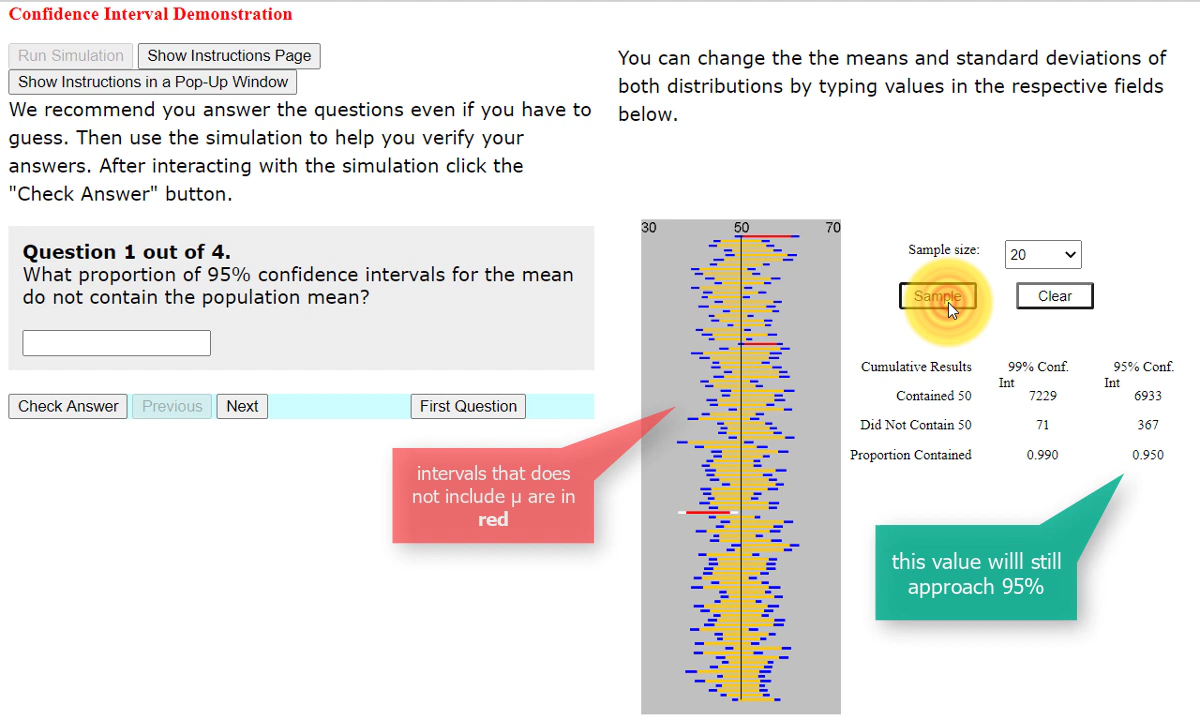 Confidence Interval Demonstration
Run Simulation Show Instructions Page
Show Instructions in a Pop-Up Window
We recommend you answer the questions even if you have to
guess. Then use the simulation to help you verify your
answers. After interacting with the simulation click the
"Check Answer" button.
Question 1 out of 4.
What proportion of 95% confidence intervals for the mean
do not contain the population mean?
Check Answer Previous Next First Question
intervals that does
not include μ are in
red
You can change the the means and standard deviations of
both distributions by typing values in the respective fields
below.
30 50 70
Sample size: 20
Sample Clear
Cumulative Results 99% Conf. 95% Conf.
Int Int
Contained 50 7229 6933
Did Not Contain 50 71 367
Proportion Contained 0.990 0.950
this value willl still
approach 95%